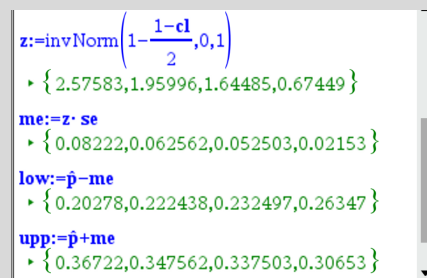 z:=invNorm(1-(1-cl)/2,0,1)
▸ {2.57583,1.95996,1.64485,0.67449}
me:=z· se
▸ {0.08222,0.062562,0.052503,0.02153}
low:=p̂-me
▸ {0.20278,0.222438,0.232497,0.26347}
upp:=p̂+me
▸ {0.36722,0.347562,0.337503,0.30653}